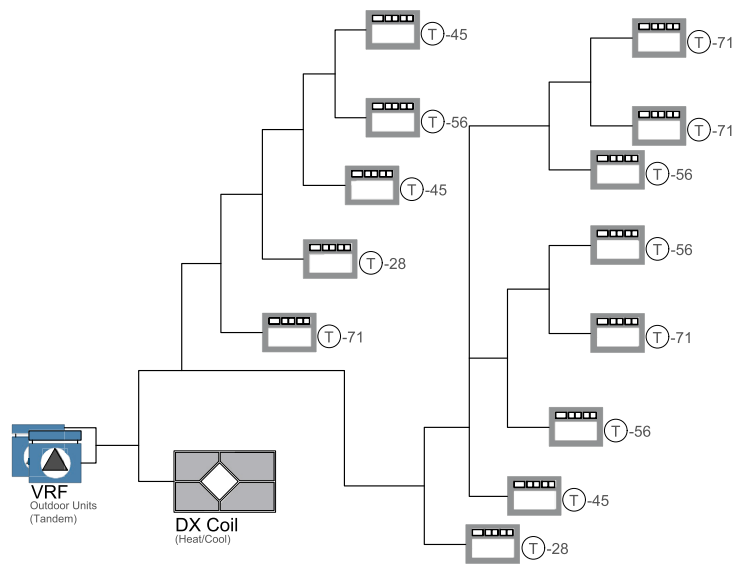 T -45
T -71
T -56
T -71
T -56
T -45
T -56
T -28
T -71
T -71
T -56
VRF
Outdoor Units
(Tandem)
DX Coil
(Heat/Cool)
T -45
T -28